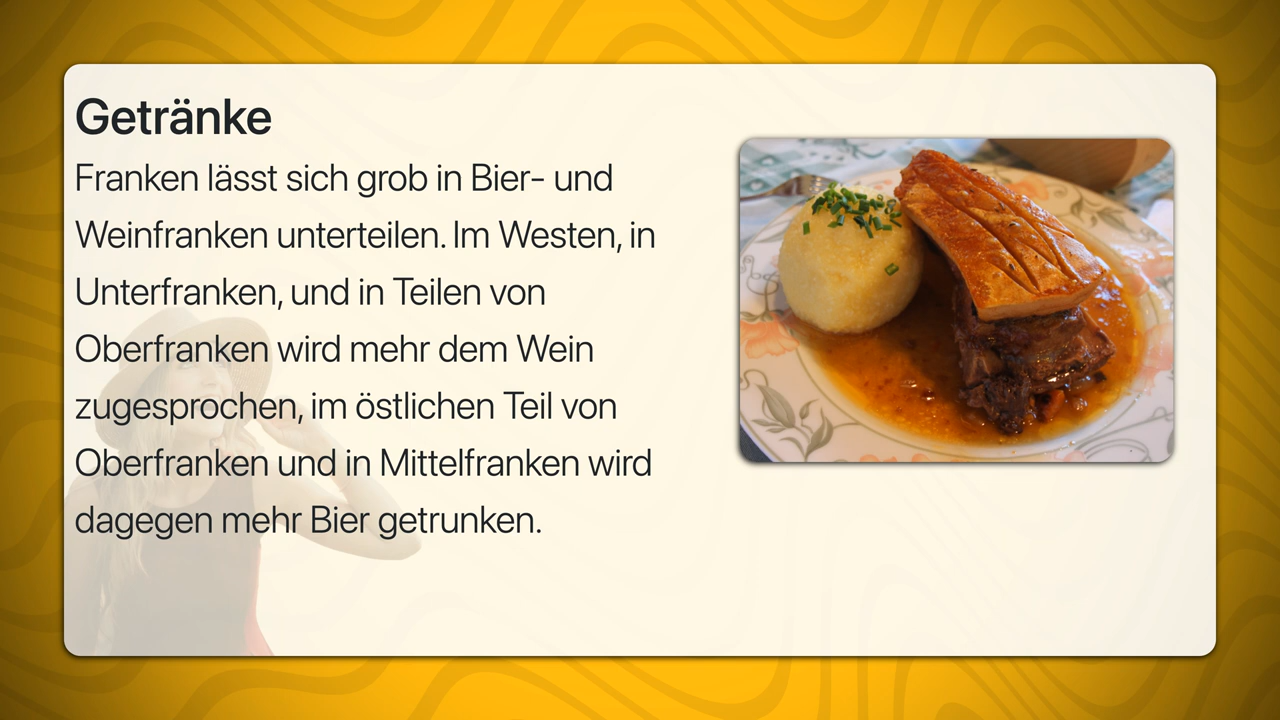 Getränke
Franken lässt sich grob in Bier- und
Weinfranken unterteilen. Im Westen, in
Unterfranken, und in Teilen von
Oberfranken wird mehr dem Wein
zugesprochen, im östlichen Teil von
Oberfranken und in Mittelfranken wird
dagegen mehr Bier getrunken.